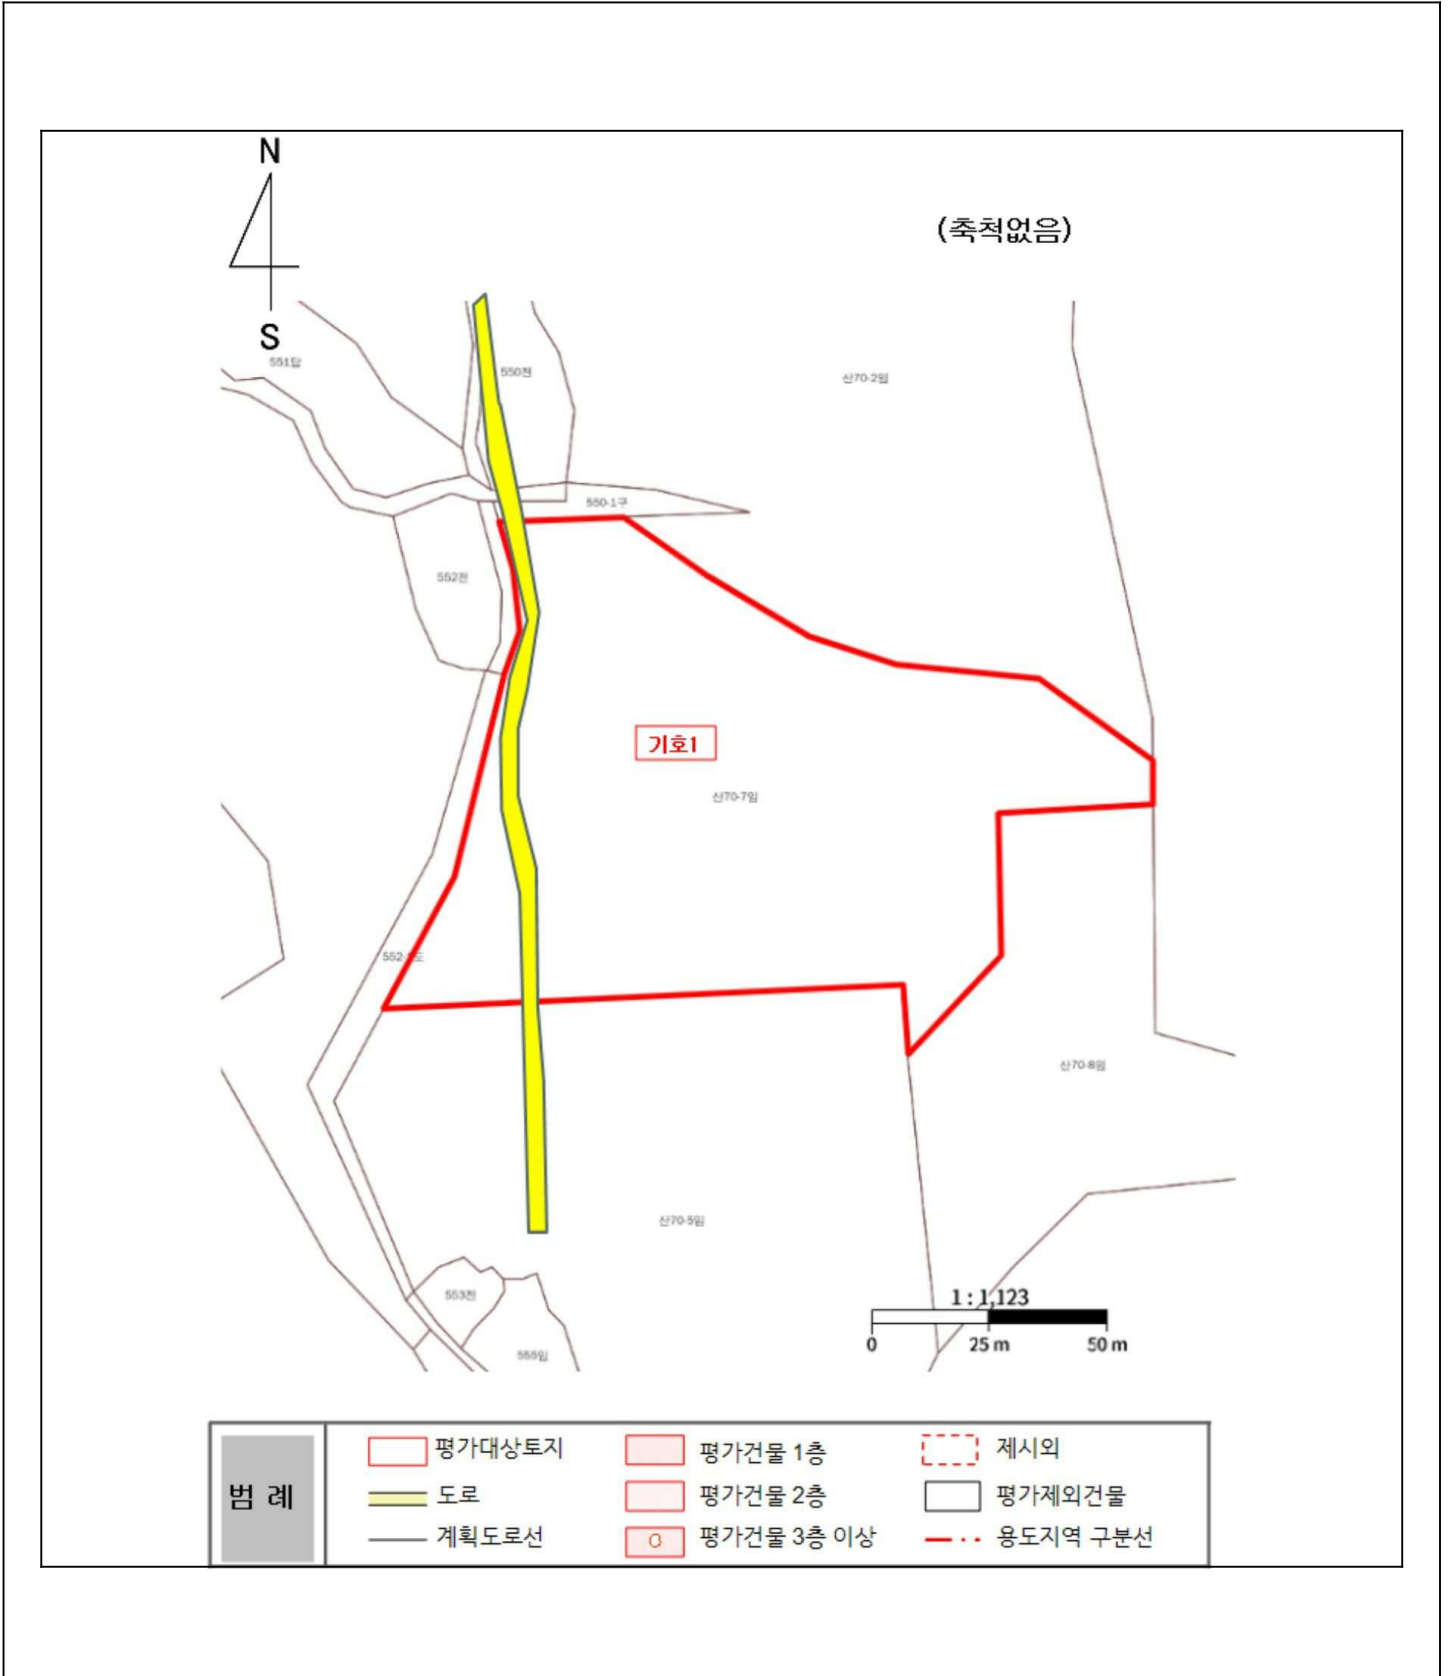 N
(축척없음)
S
551답
550전
산70-2임
550-1구
552전
기호1
산70-7임
산70-8임
산70-5임
553전
1 : 1,123
0 25 m 50 m
555임
범 례
평가대상토지 평가건물 1층 제시외
도로 평가건물 2층 평가제외건물
계획도로선 평가건물 3층 이상 용도지역 구분선